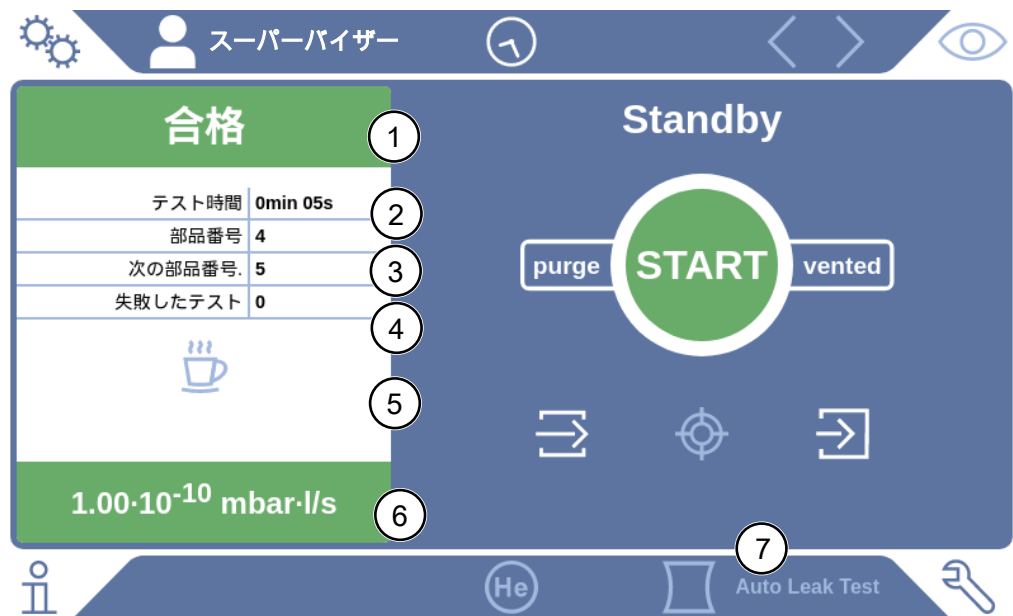 スーパーバイザー
合格
1
テスト時間 0min 05s
2
部品番号 4
次の部品番号. 5
3
失敗したテスト 0
4
5
1.00·10⁻¹⁰ mbar·l/s
6
Standby
purge START vented
7
He Auto Leak Test